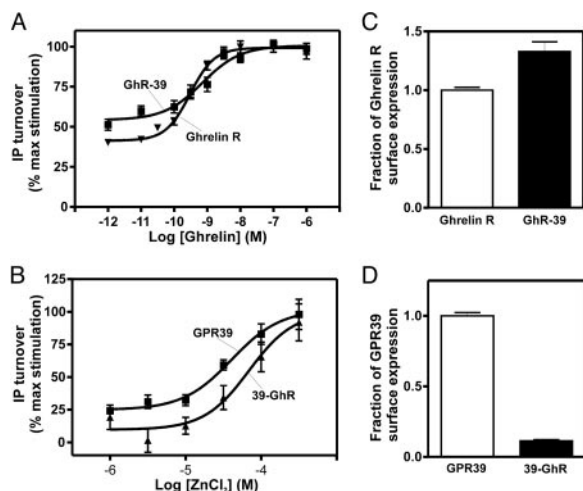 A
IP turnover
(% max stimulation)
100
75
50
25
0
GhR-39
Ghrelin R
-12 -11 -10 -9 -8 -7 -6
Log [Ghrelin] (M)
B
IP turnover
(% max stimulation)
125
100
75
50
25
0
GPR39
39-GhR
-6 -5 -4
Log [ZnCl₂] (M)
C
Fraction of Ghrelin R
surface expression
1.5
1.0
0.5
0.0
Ghrelin R GhR-39
D
Fraction of GPR39
surface expression
1.0
0.5
0.0
GPR39 39-GhR